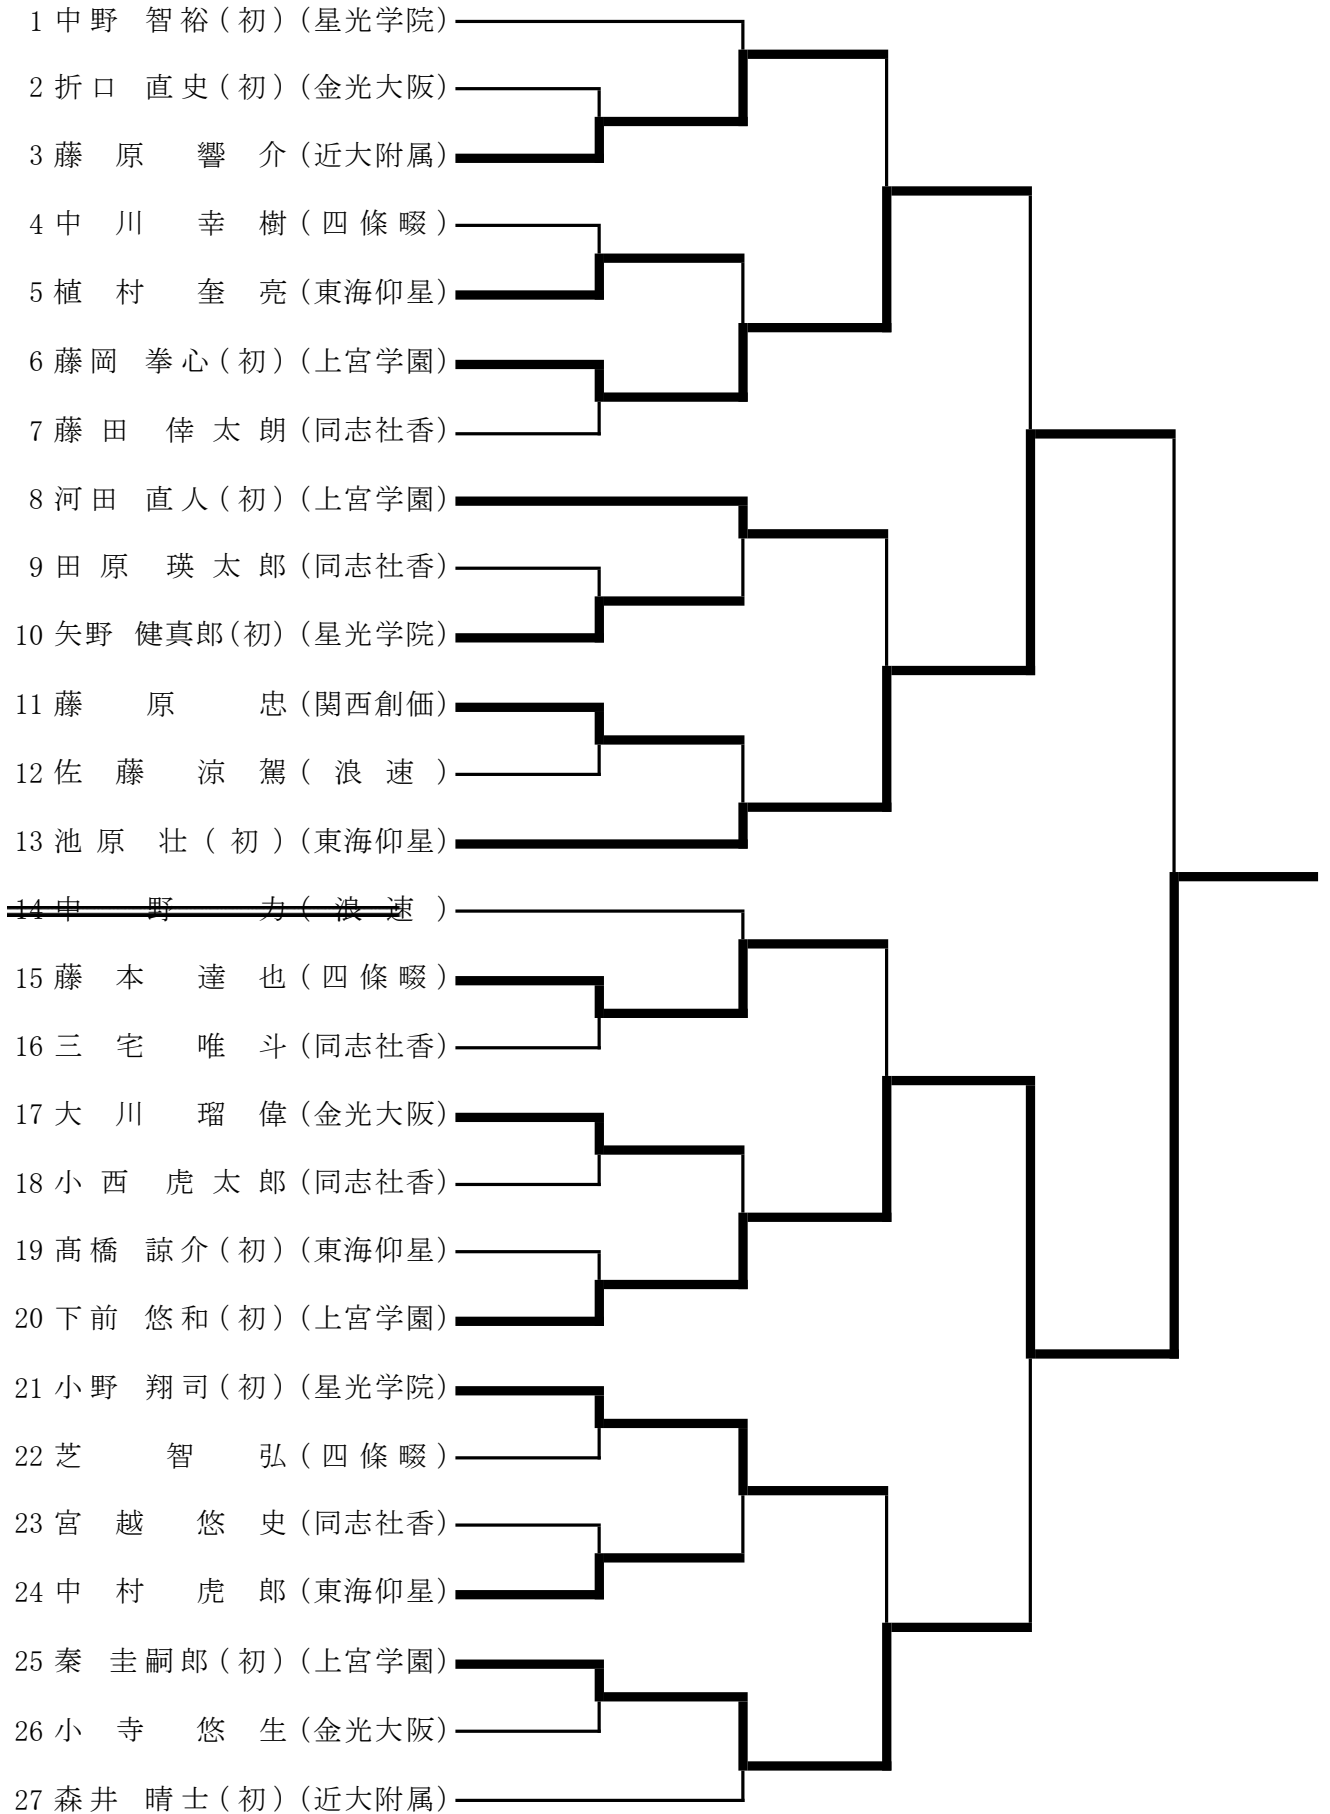 1 中野 智裕(初)(星光学院)
2 折口 直史(初)(金光大阪)
3 藤原 響介(近大附属)
4 中川 幸樹(四條畷)
5 植村 奎亮(東海仰星)
6 藤岡 拳心(初)(上宮学園)
7 藤田 倖太朗(同志社香)
8 河田 直人(初)(上宮学園)
9 田原 瑛太郎(同志社香)
10 矢野 健真郎(初)(星光学院)
11 藤原 忠(関西創価)
12 佐藤 涼駕(浪速)
13 池原 壮(初)(東海仰星)
14 中野 力(浪速)
15 藤本 達也(四條畷)
16 三宅 唯斗(同志社香)
17 大川 瑠偉(金光大阪)
18 小西 虎太郎(同志社香)
19 髙橋 諒介(初)(東海仰星)
20 下前 悠和(初)(上宮学園)
21 小野 翔司(初)(星光学院)
22 芝 智弘(四條畷)
23 宮越 悠史(同志社香)
24 中村 虎郎(東海仰星)
25 秦 圭嗣郎(初)(上宮学園)
26 小寺 悠生(金光大阪)
27 森井 晴士(初)(近大附属)